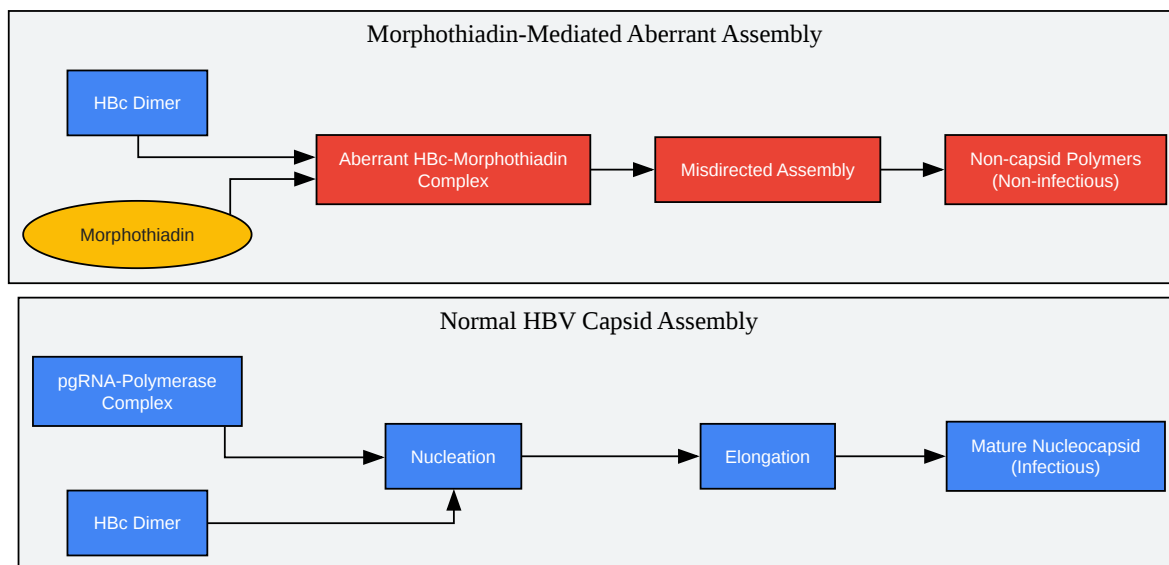 Morphothiadin-Mediated Aberrant Assembly
HBc Dimer
Morphothiadin
Aberrant HBc-Morphothiadin
Complex
Misdirected Assembly
Non-capsid Polymers
(Non-infectious)
Normal HBV Capsid Assembly
pgRNA-Polymerase
Complex
HBc Dimer
Nucleation
Elongation
Mature Nucleocapsid
(Infectious)